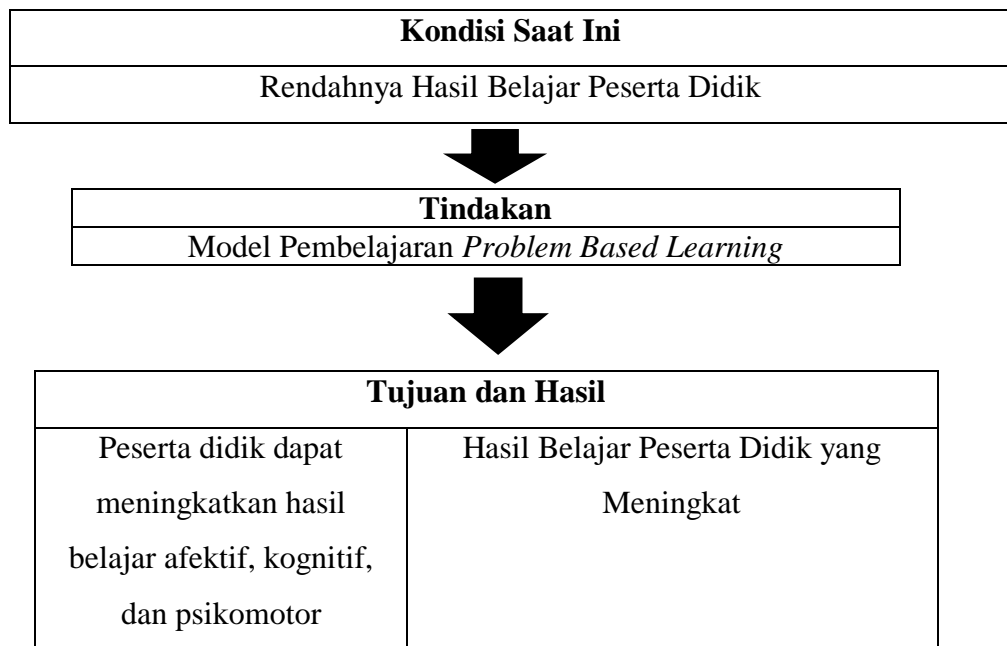 Kondisi Saat Ini
Rendahnya Hasil Belajar Peserta Didik
Tindakan
Model Pembelajaran Problem Based Learning
Tujuan dan Hasil
Peserta didik dapat
meningkatkan hasil
belajar afektif, kognitif,
dan psikomotor
Hasil Belajar Peserta Didik yang
Meningkat